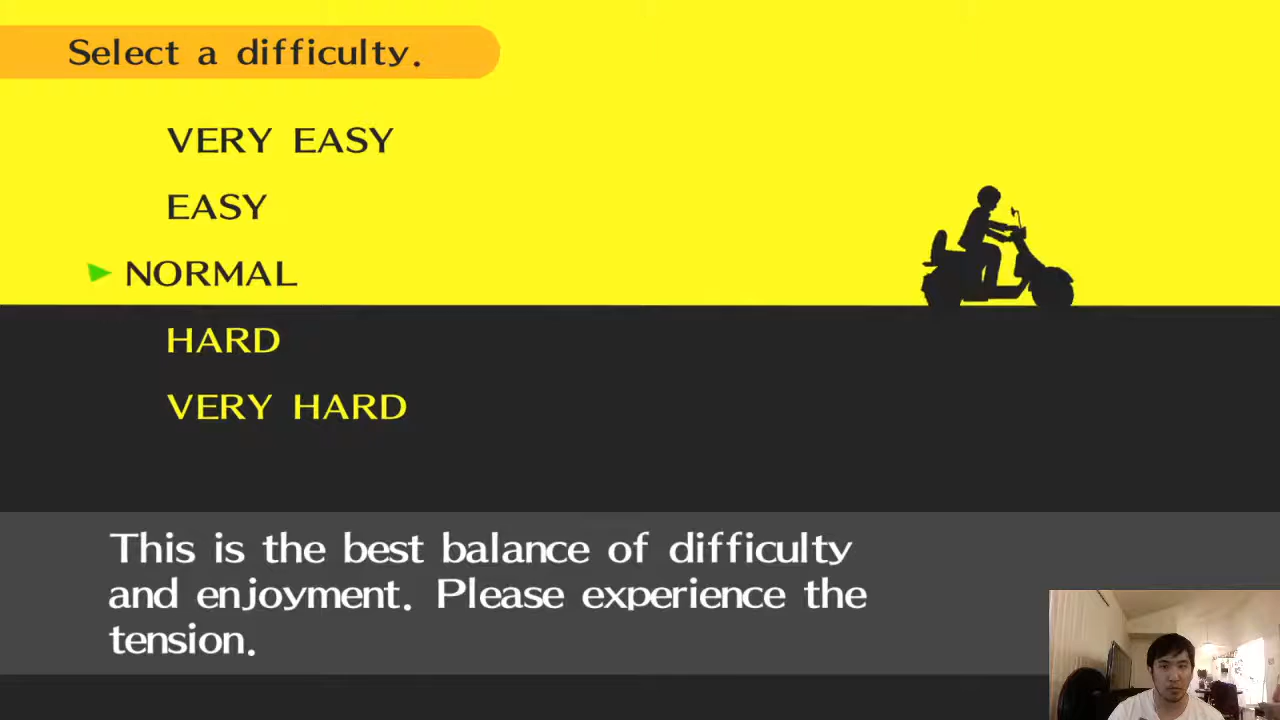 Select a difficulty.
VERY EASY
EASY
NORMAL
HARD
VERY HARD
This is the best balance of difficulty
and enjoyment. Please experience the
tension.